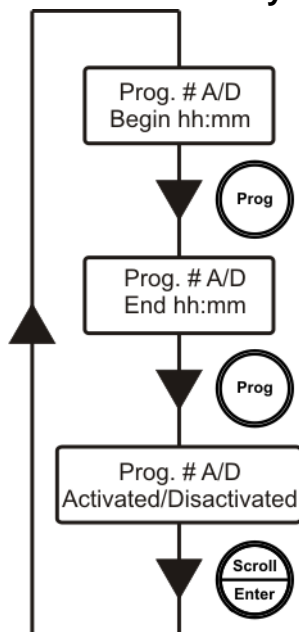 Prog. # A/D
Begin hh:mm
Prog
Prog. # A/D
End hh:mm
Prog
Prog. # A/D
Activated/Disactivated
Scroll
Enter